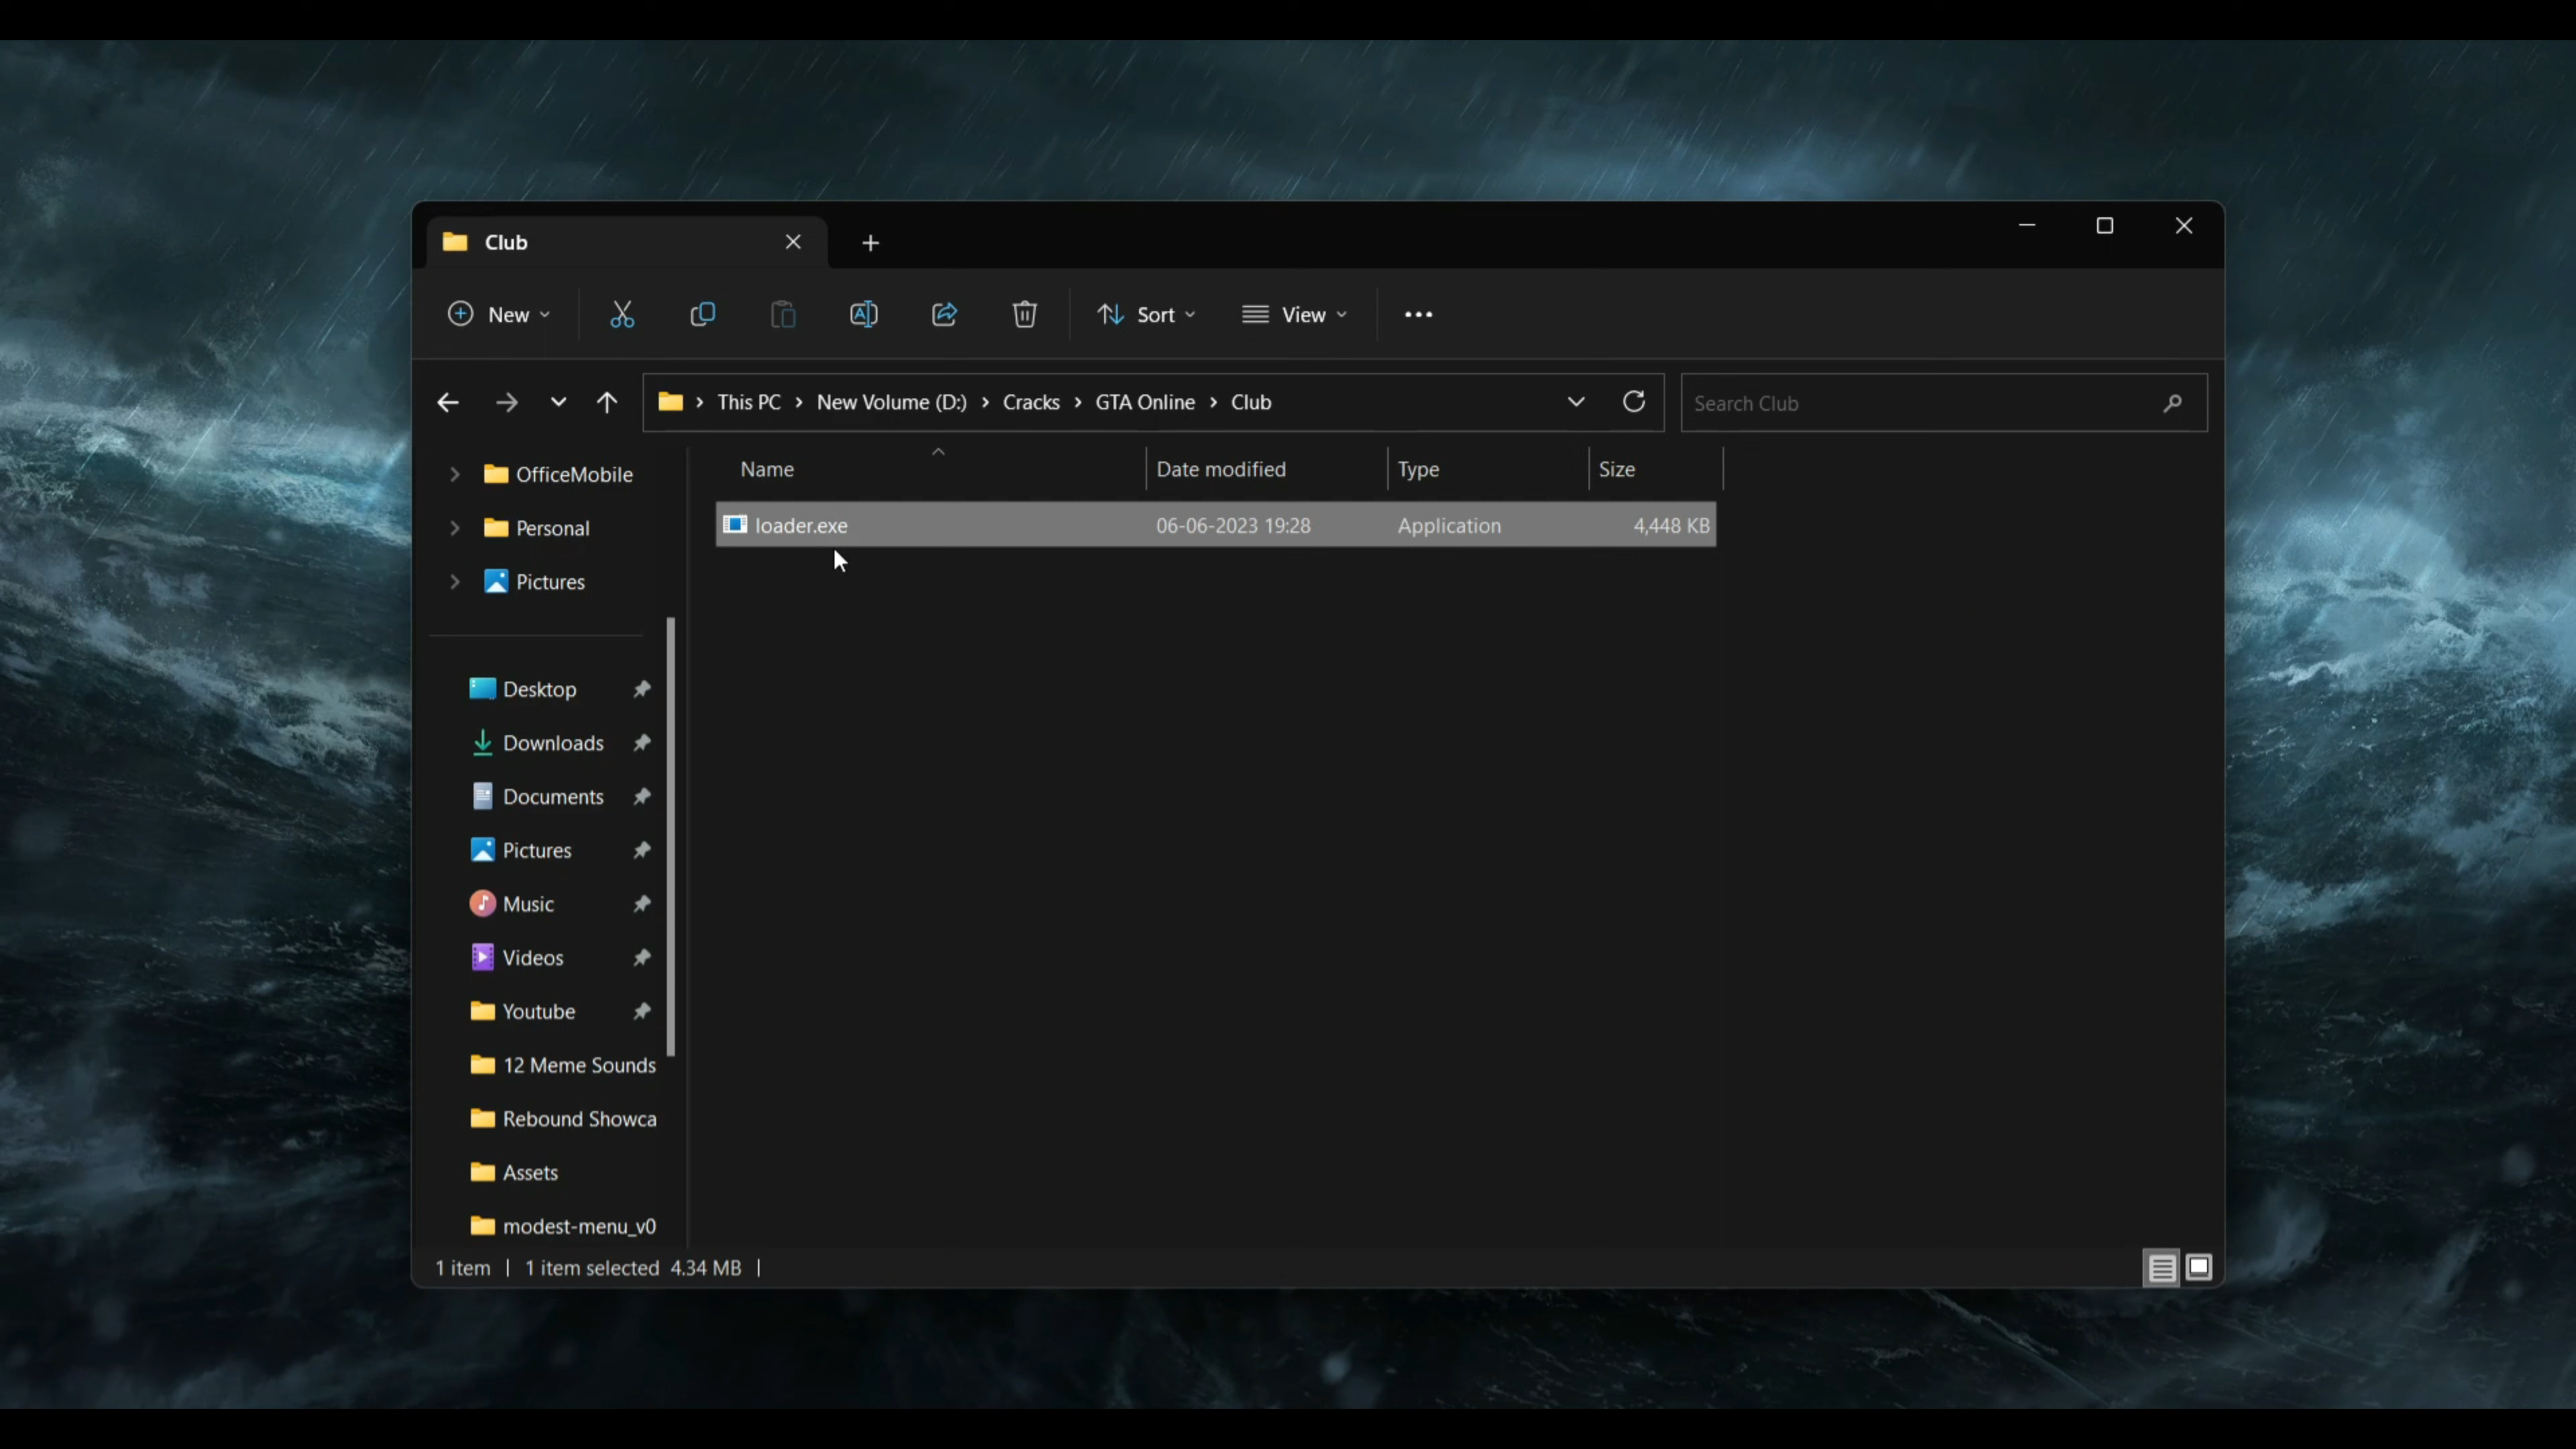 Club
New
Sort
View
This PC > New Volume (D:) > Cracks > GTA Online > Club
Search Club
OfficeMobile
Personal
Pictures
Desktop
Downloads
Documents
Pictures
Music
Videos
Youtube
12 Meme Sounds
Rebound Showca
Assets
modest-menu_v0
Name Date modified Type Size
loader.exe 06-06-2023 19:28 Application 4,448 KB
1 item | 1 item selected 4.34 MB |